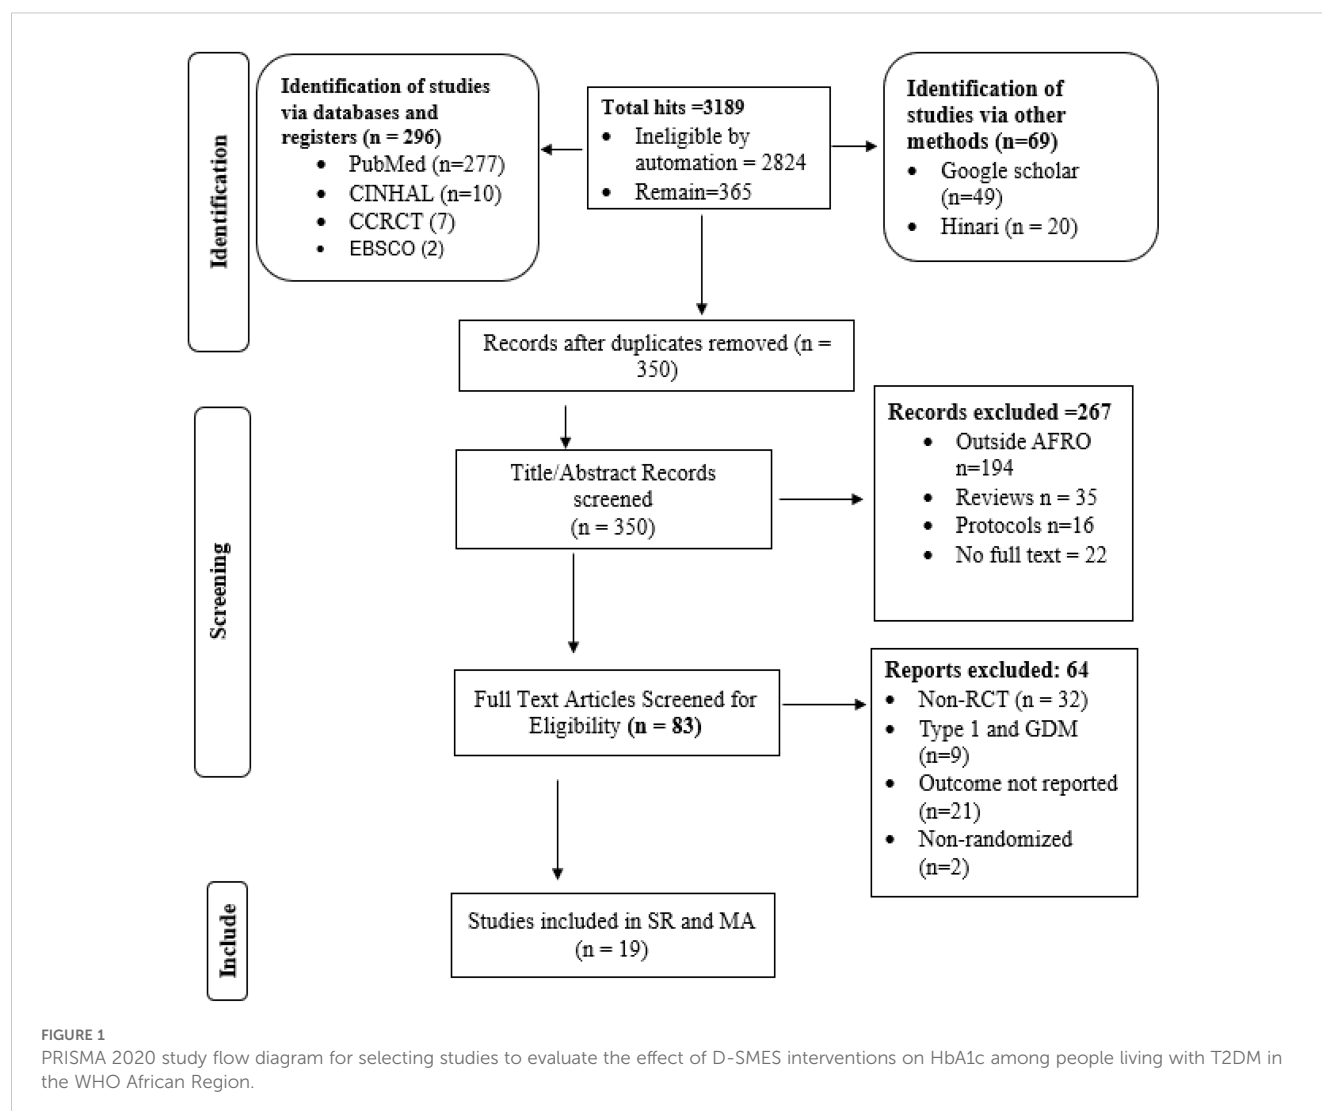 Identification
Identification of studies
via databases and
registers (n = 296)
• PubMed (n=277)
• CINHAL (n=10)
• CCRCT (7)
• EBSCO (2)
Total hits =3189
• Ineligible by
automation = 2824
• Remain=365
Identification of
studies via other
methods (n=69)
• Google scholar
(n=49)
• Hinari (n = 20)
Records after duplicates removed (n =
350)
Screening
Title/Abstract Records
screened
(n = 350)
Records excluded =267
• Outside AFRO
n=194
• Reviews n = 35
• Protocols n=16
• No full text = 22
Full Text Articles Screened for
Eligibility (n = 83)
Reports excluded: 64
• Non-RCT (n = 32)
• Type 1 and GDM
(n=9)
• Outcome not reported
(n=21)
• Non-randomized
(n=2)
Include
Studies included in SR and MA
(n = 19)
FIGURE 1
PRISMA 2020 study flow diagram for selecting studies to evaluate the effect of D-SMES interventions on HbA1c among people living with T2DM in
the WHO African Region.